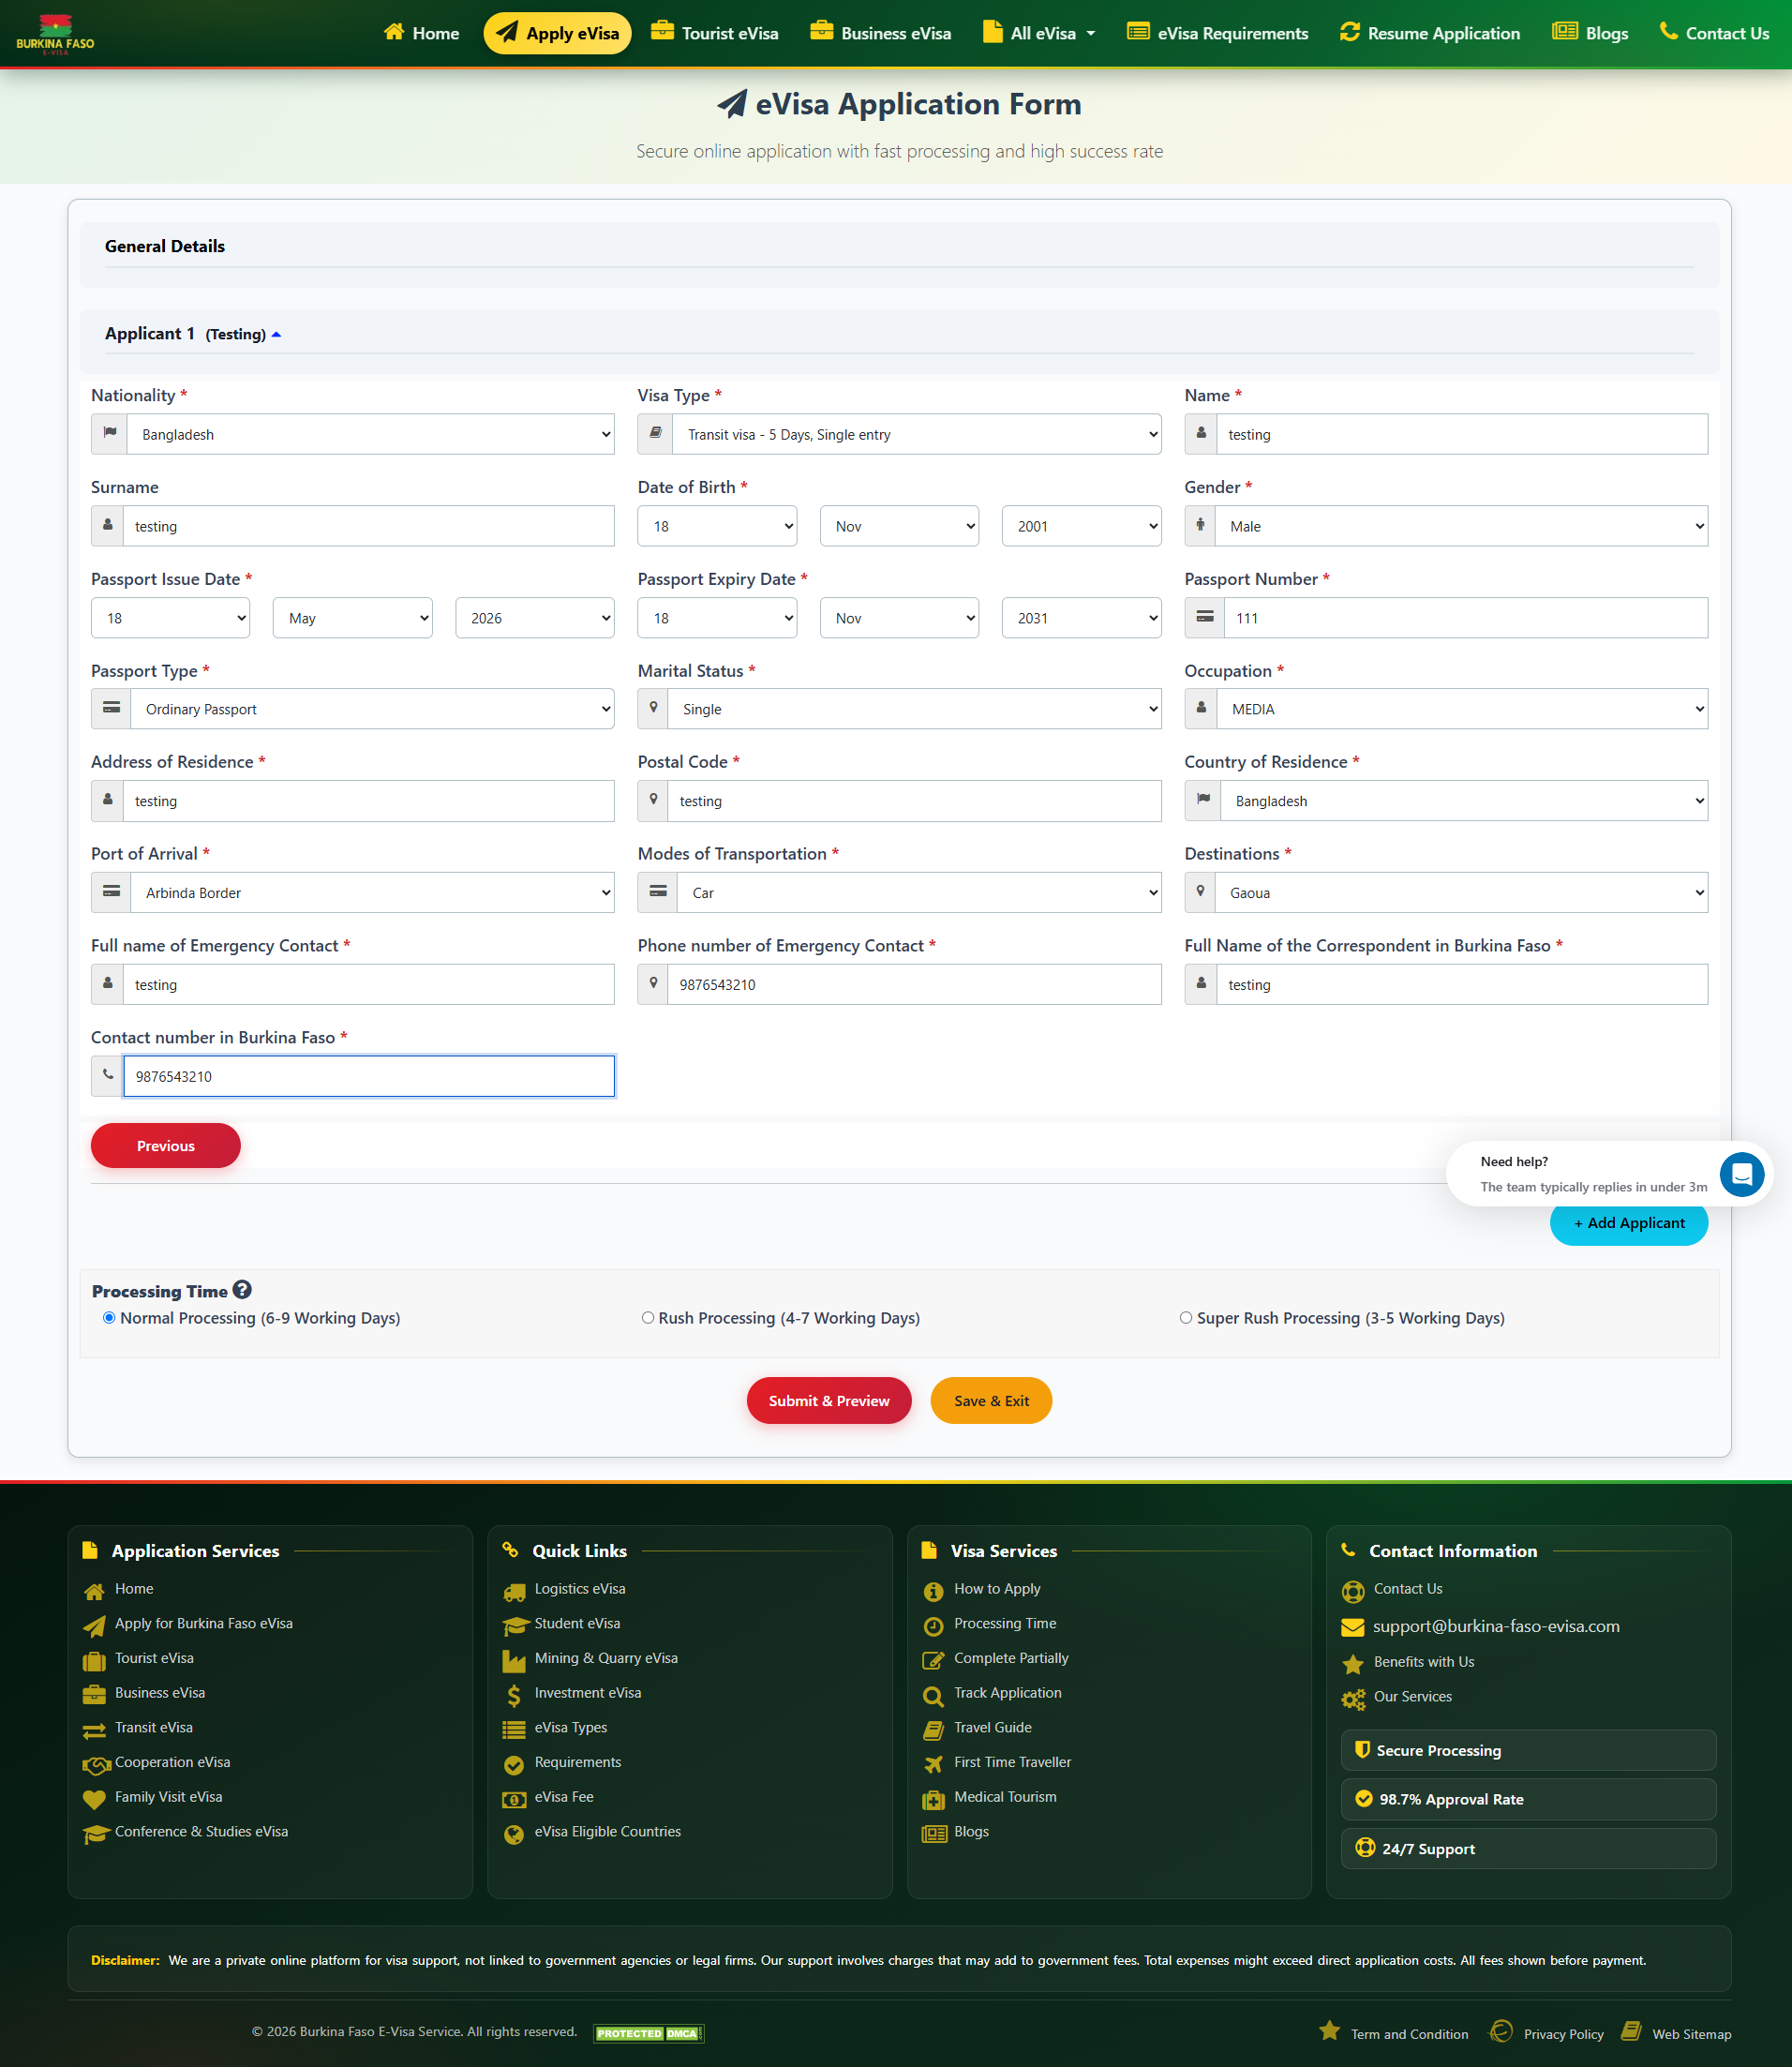 BURKINA FASO
E-VISA
Home
Apply eVisa
Tourist eVisa
Business eVisa
All eVisa
eVisa Requirements
Resume Application
Blogs
Contact Us
eVisa Application Form
Secure online application with fast processing and high success rate
General Details
Applicant 1 (Testing)
Nationality *
Visa Type *
Name *
Bangladesh
Transit visa - 5 Days, Single entry
testing
Surname
Date of Birth *
Gender *
testing
18
Nov
2001
Male
Passport Issue Date *
Passport Expiry Date *
Passport Number *
18
May
2026
18
Nov
2031
111
Passport Type *
Marital Status *
Occupation *
Ordinary Passport
Single
MEDIA
Address of Residence *
Postal Code *
Country of Residence *
testing
testing
Bangladesh
Port of Arrival *
Modes of Transportation *
Destinations *
Arbinda Border
Car
Gaoua
Full name of Emergency Contact *
Phone number of Emergency Contact *
Full Name of the Correspondent in Burkina Faso *
testing
9876543210
testing
Contact number in Burkina Faso *
9876543210
Previous
Need help?
The team typically replies in under 3m
+ Add Applicant
Processing Time
Normal Processing (6-9 Working Days)
Rush Processing (4-7 Working Days)
Super Rush Processing (3-5 Working Days)
Submit & Preview
Save & Exit
Application Services
Home
Apply for Burkina Faso eVisa
Tourist eVisa
Business eVisa
Transit eVisa
Cooperation eVisa
Family Visit eVisa
Conference & Studies eVisa
Quick Links
Logistics eVisa
Student eVisa
Mining & Quarry eVisa
Investment eVisa
eVisa Types
Requirements
eVisa Fee
eVisa Eligible Countries
Visa Services
How to Apply
Processing Time
Complete Partially
Track Application
Travel Guide
First Time Traveller
Medical Tourism
Blogs
Contact Information
Contact Us
support@burkina-faso-evisa.com
Benefits with Us
Our Services
Secure Processing
98.7% Approval Rate
24/7 Support
Disclaimer: We are a private online platform for visa support, not linked to government agencies or legal firms. Our support involves charges that may add to government fees. Total expenses might exceed direct application costs. All fees shown before payment.
© 2026 Burkina Faso E-Visa Service. All rights reserved.
PROTECTED DMCA
Term and Condition
Privacy Policy
Web Sitemap